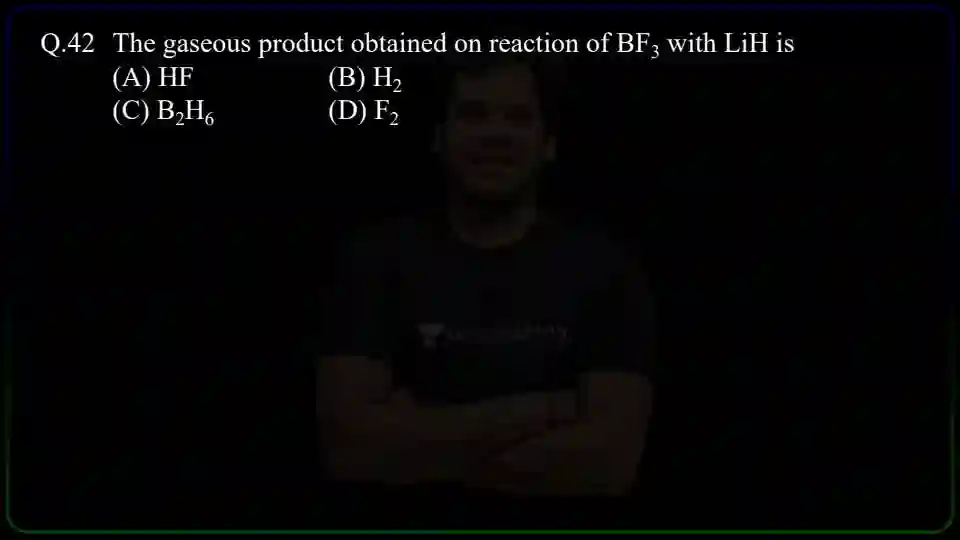 Q.42 The gaseous product obtained on reaction of BF₃ with LiH is
(A) HF (B) H₂
(C) B₂H₆ (D) F₂